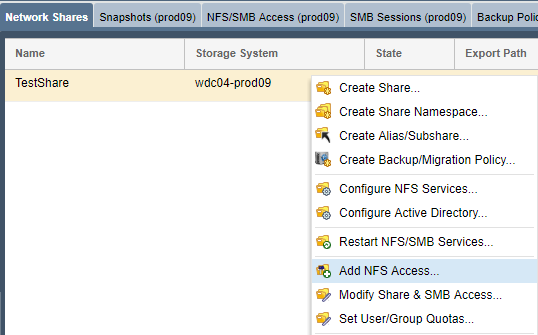 Network Shares Snapshots (prod09) NFS/SMB Access (prod09) SMB Sessions (prod09) Backup Polic
Name Storage System State Export Path
TestShare wdc04-prod09
Create Share...
Create Share Namespace...
Create Alias/Subshare...
Create Backup/Migration Policy...
Configure NFS Services...
Configure Active Directory...
Restart NFS/SMB Services...
Add NFS Access...
Modify Share & SMB Access...
Set User/Group Quotas...